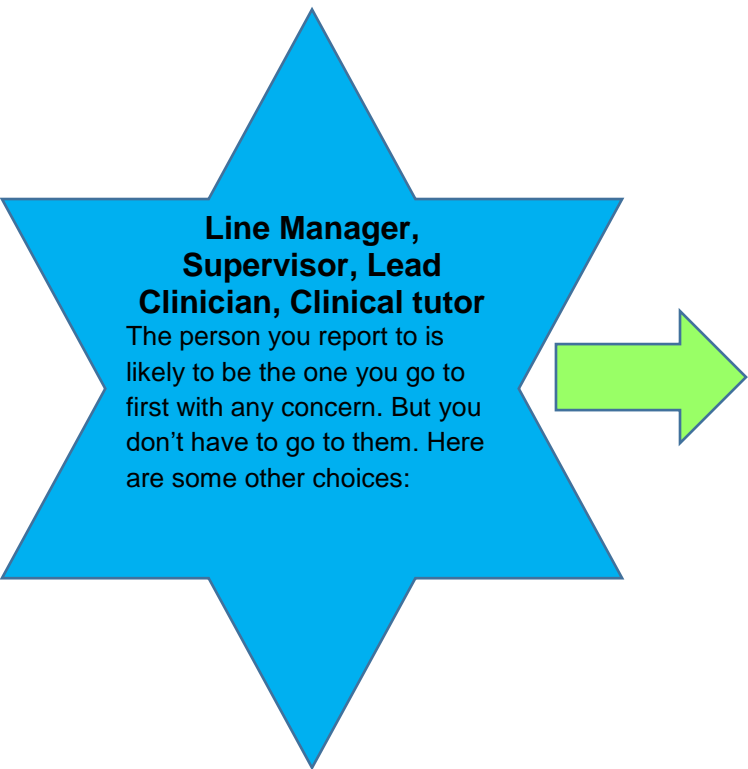 Line Manager,
Supervisor, Lead
Clinician, Clinical tutor
The person you report to is
likely to be the one you go to
first with any concern. But you
don’t have to go to them. Here
are some other choices: